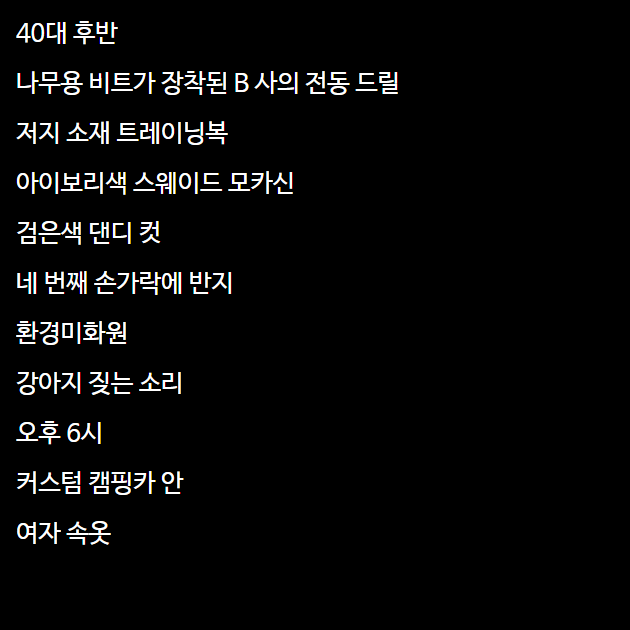 40대 후반
나무용 비트가 장착된 B 사의 전동 드릴
저지 소재 트레이닝복
아이보리색 스웨이드 모카신
검은색 댄디 컷
네 번째 손가락에 반지
환경미화원
강아지 짖는 소리
오후 6시
커스텀 캠핑카 안
여자 속옷